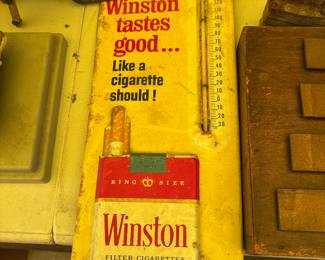 Winston
tastes
good...
Like a
cigarette
should!
KING SIZE
Winston
FILTER·CIGARETTES